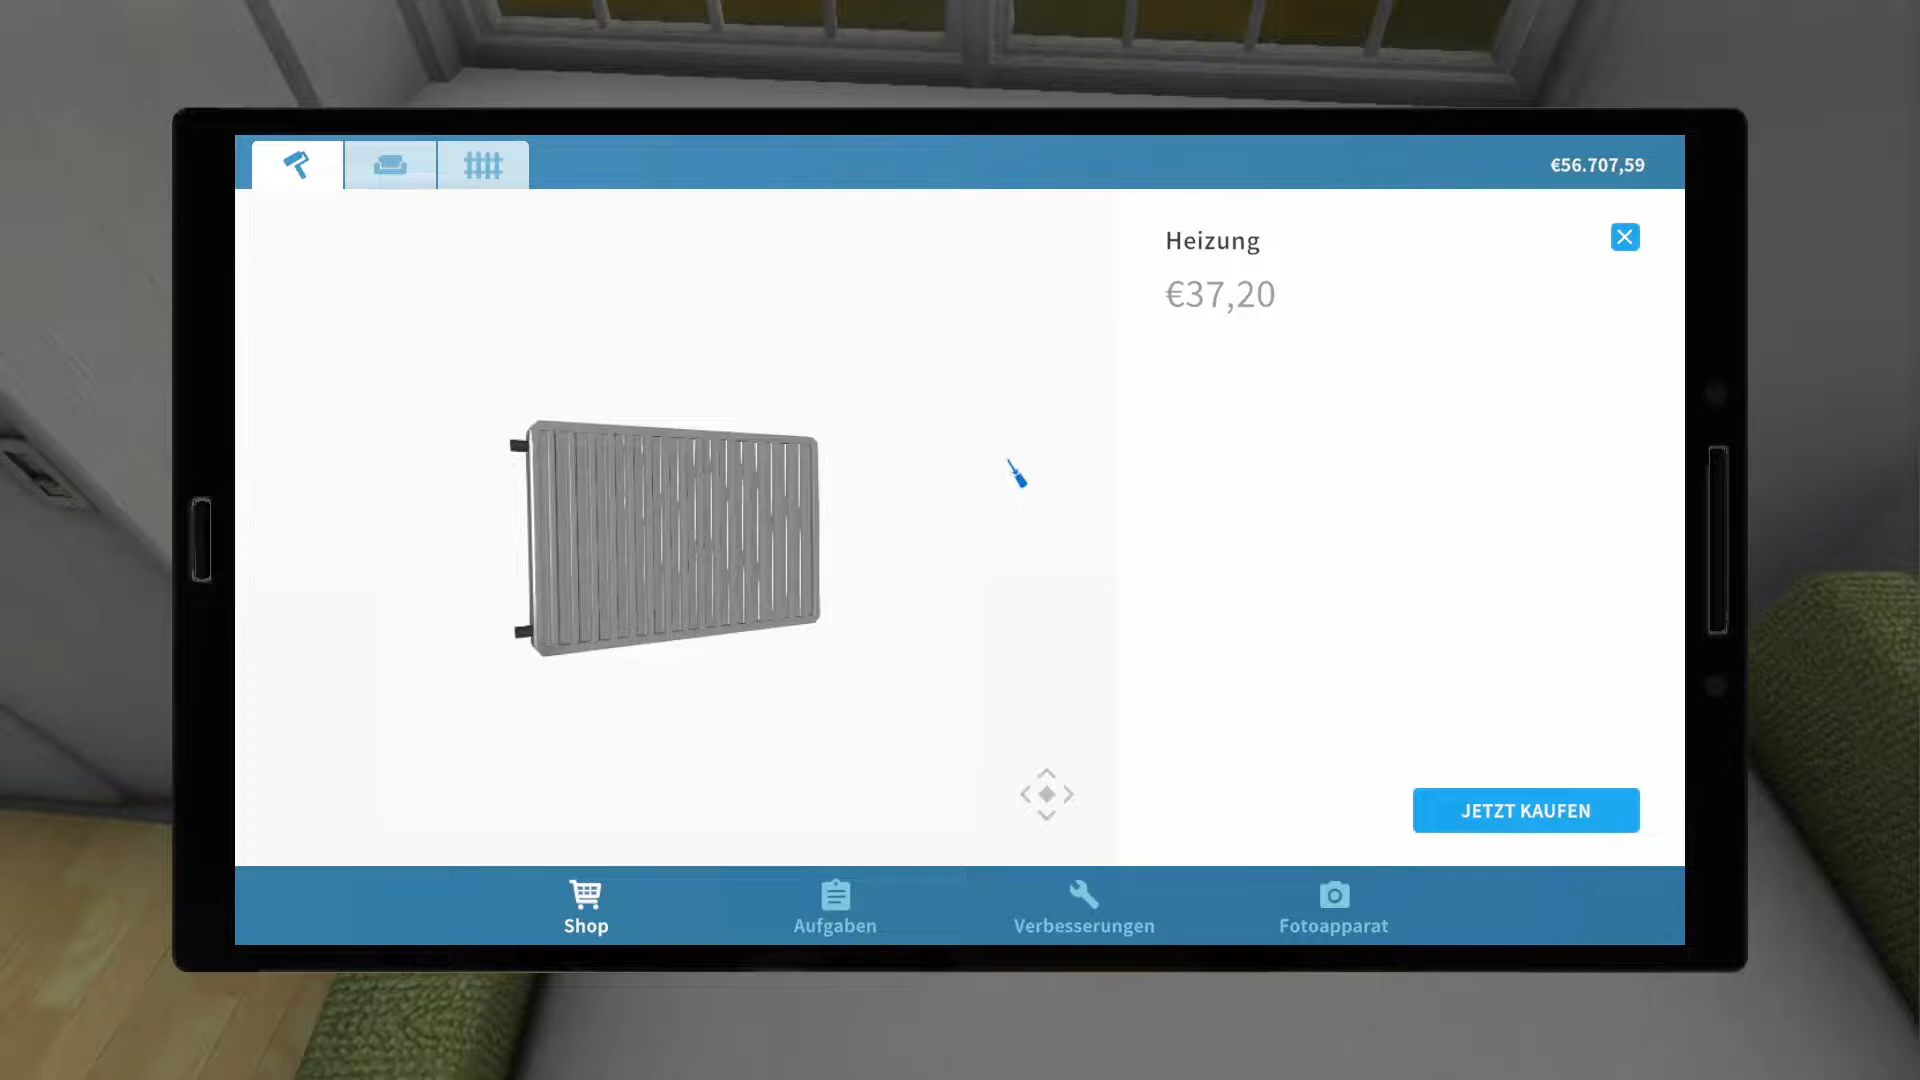 €56.707,59
Heizung
€37,20
JETZT KAUFEN
Shop
Aufgaben
Verbesserungen
Fotoapparat